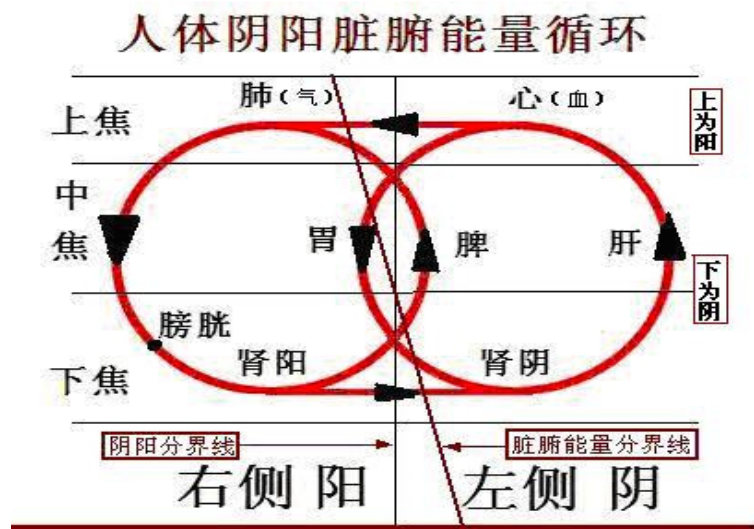 人体阴阳脏腑能量循环
肺（气）
心（血）
上焦
上为阳
中焦
胃
脾
肝
下为阴
膀胱
肾阳
肾阴
下焦
阴阳分界线
脏腑能量分界线
右侧 阳
左侧 阴